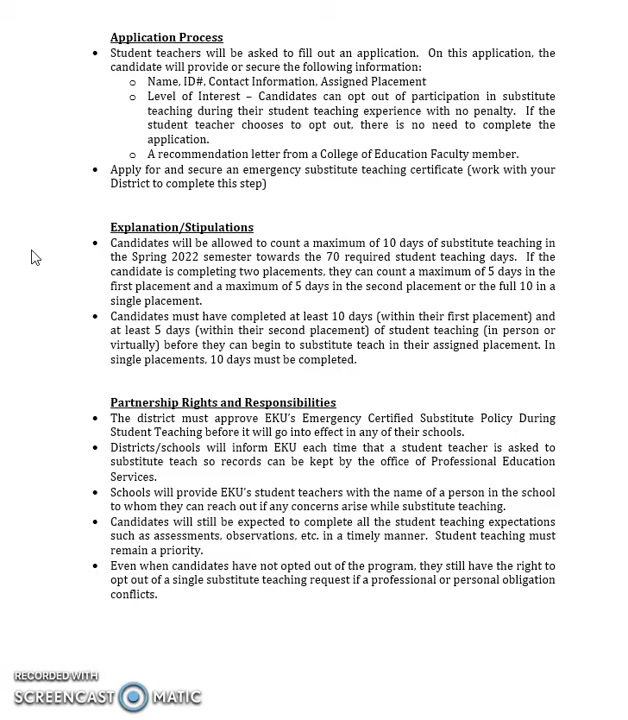 Application Process
• Student teachers will be asked to fill out an application. On this application, the
candidate will provide or secure the following information:
o Name, ID#, Contact Information, Assigned Placement
o Level of Interest – Candidates can opt out of participation in substitute
teaching during their student teaching experience with no penalty. If the
student teacher chooses to opt out, there is no need to complete the
application.
o A recommendation letter from a College of Education Faculty member.
• Apply for and secure an emergency substitute teaching certificate (work with your
District to complete this step)
Explanation/Stipulations
• Candidates will be allowed to count a maximum of 10 days of substitute teaching in
the Spring 2022 semester towards the 70 required student teaching days. If the
candidate is completing two placements, they can count a maximum of 5 days in the
first placement and a maximum of 5 days in the second placement or the full 10 in a
single placement.
• Candidates must have completed at least 10 days (within their first placement) and
at least 5 days (within their second placement) of student teaching (in person or
virtually) before they can begin to substitute teach in their assigned placement. In
single placements, 10 days must be completed.
Partnership Rights and Responsibilities
• The district must approve EKU's Emergency Certified Substitute Policy During
Student Teaching before it will go into effect in any of their schools.
• Districts/schools will inform EKU each time that a student teacher is asked to
substitute teach so records can be kept by the office of Professional Education
Services.
• Schools will provide EKU's student teachers with the name of a person in the school
to whom they can reach out if any concerns arise while substitute teaching.
• Candidates will still be expected to complete all the student teaching expectations
such as assessments, observations, etc. in a timely manner. Student teaching must
remain a priority.
• Even when candidates have not opted out of the program, they still have the right to
opt out of a single substitute teaching request if a professional or personal obligation
conflicts.
RECORDED WITH
SCREENCAST MATIC